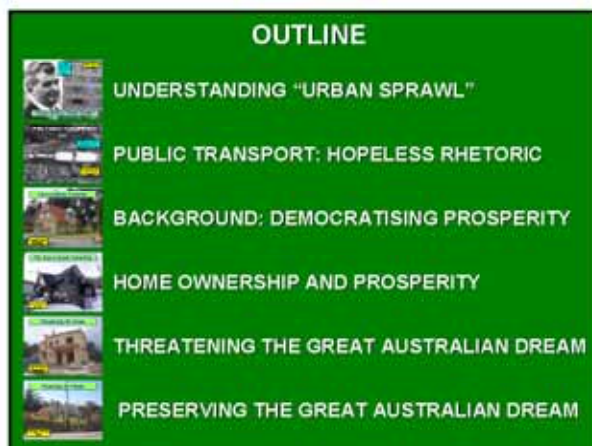 OUTLINE
UNDERSTANDING “URBAN SPRAWL”
PUBLIC TRANSPORT: HOPELESS RHETORIC
BACKGROUND: DEMOCRATISING PROSPERITY
HOME OWNERSHIP AND PROSPERITY
THREATENING THE GREAT AUSTRALIAN DREAM
PRESERVING THE GREAT AUSTRALIAN DREAM